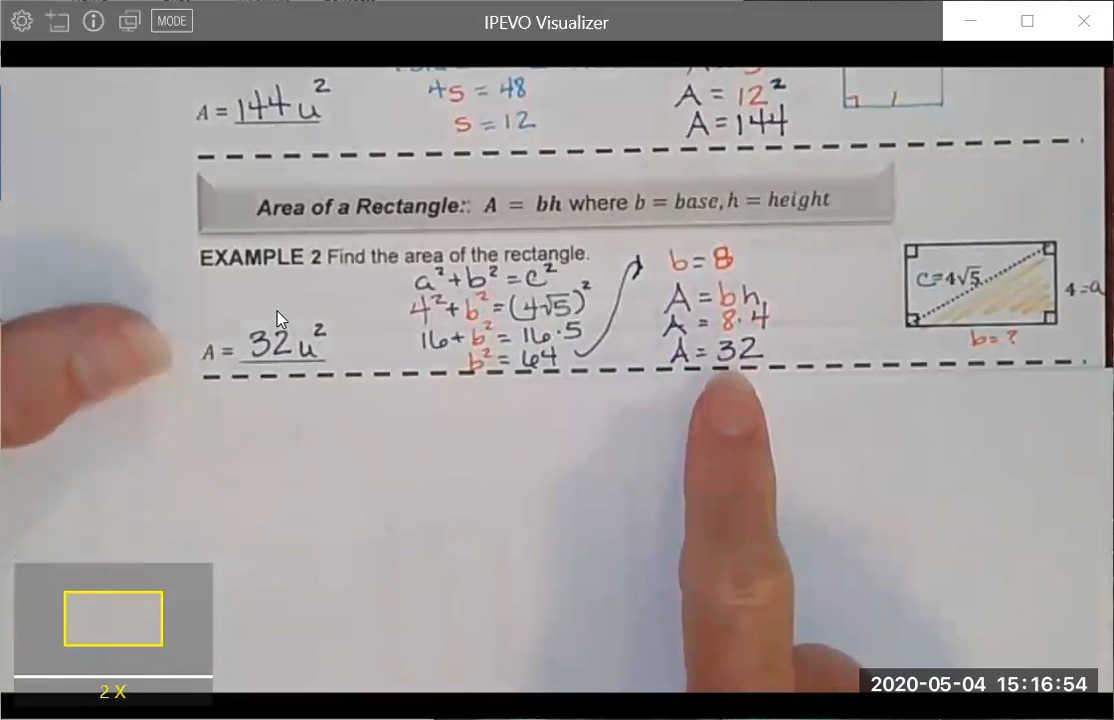 MODE
IPEVO Visualizer
A = 144 u²
4s = 48
s = 12
A = 12²
A = 144
Area of a Rectangle:: A = bh where b = base, h = height
EXAMPLE 2 Find the area of the rectangle.
a² + b² = c²
4² + b² = (4√5)²
16 + b² = 16·5
b² = 64
A = 32 u²
b = 8
A = bh
A = 8·4
A = 32
c=4√5
4=a
b=?
2 X
2020-05-04 15:16:54